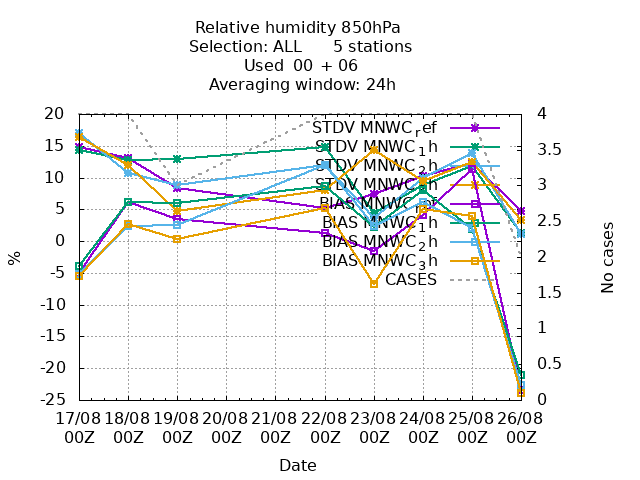 Relative humidity 850hPa
Selection: ALL 5 stations
Used 00 + 06
Averaging window: 24h
20
15
10
5
0
-5
-10
-15
-20
-25
%
4
3.5
3
2.5
2
1.5
1
0.5
0
No cases
STDV MNWC_ref
STDV MNWC_1h
STDV MNWC_2h
STDV MNWC_3h
BIAS MNWC_ref
BIAS MNWC_1h
BIAS MNWC_2h
BIAS MNWC_3h
CASES
17/08 18/08 19/08 20/08 21/08 22/08 23/08 24/08 25/08 26/08
00Z 00Z 00Z 00Z 00Z 00Z 00Z 00Z 00Z 00Z
Date